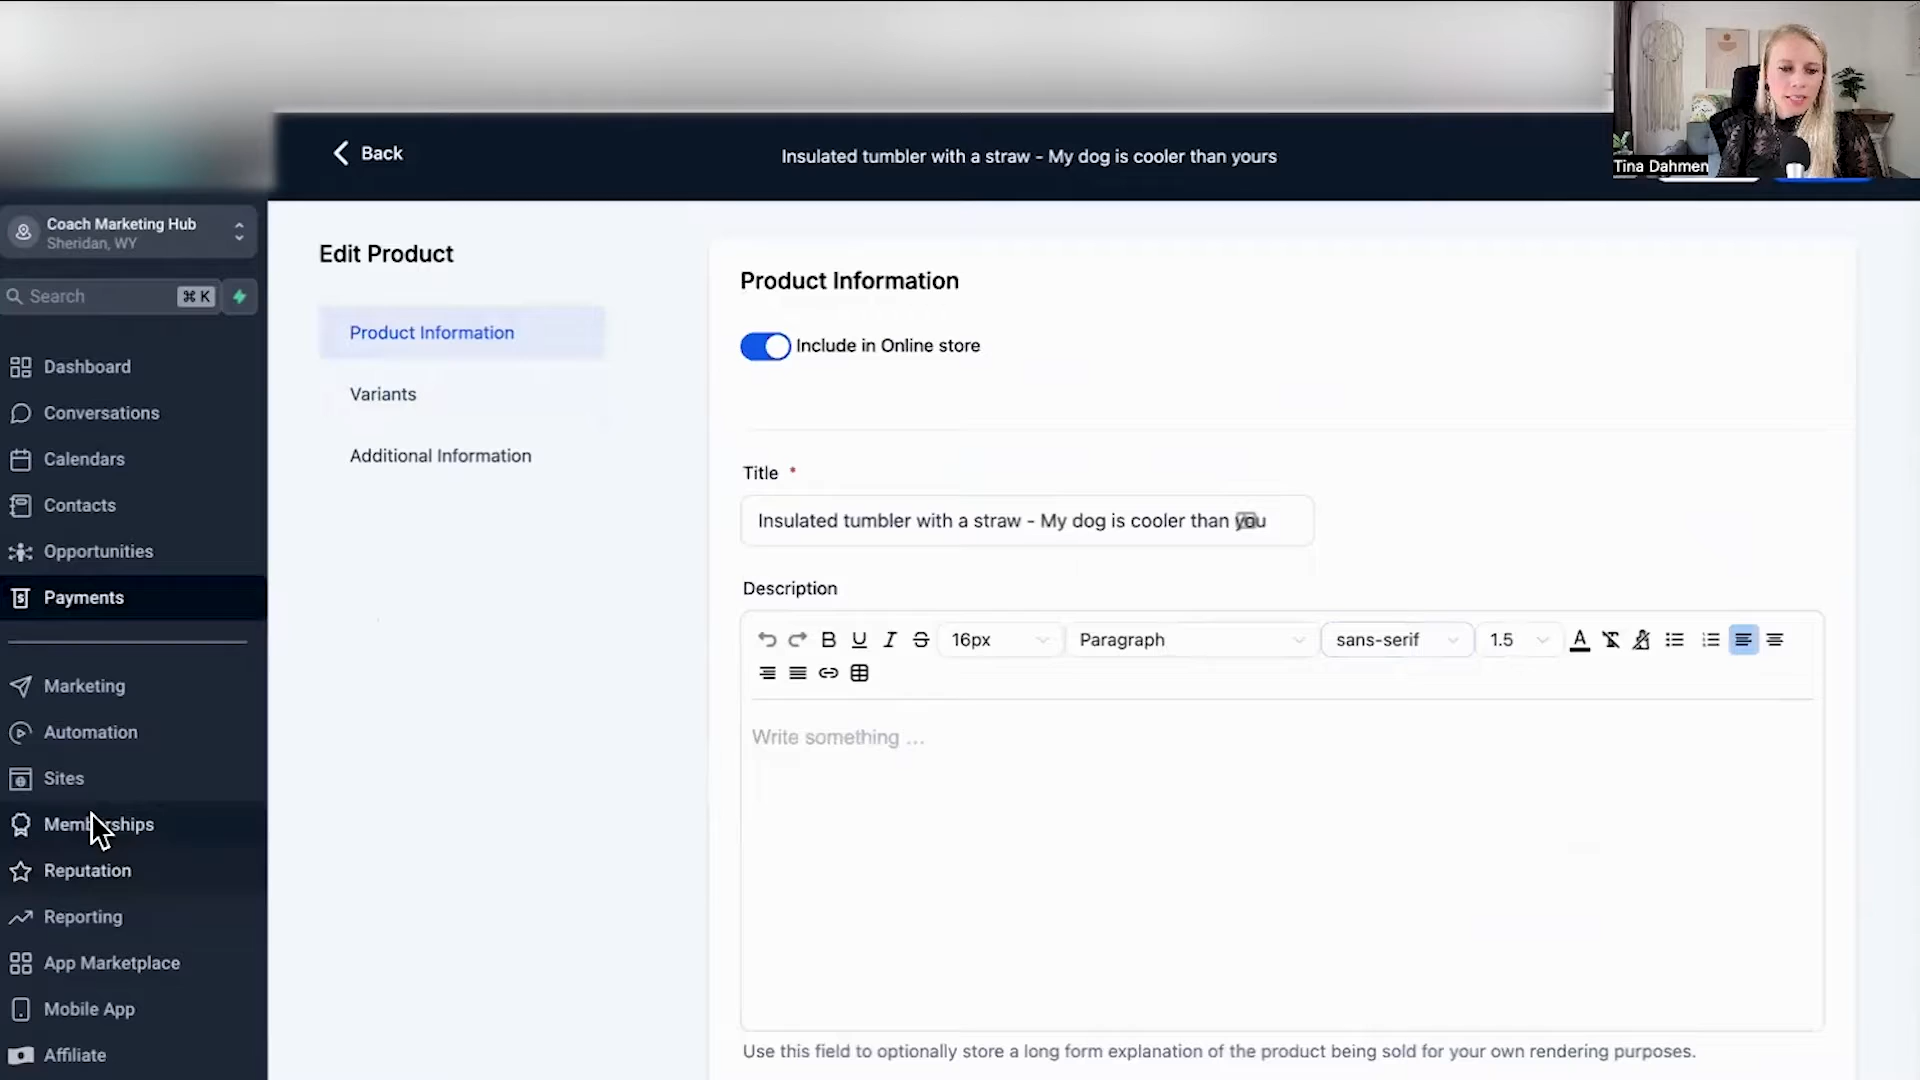 Tina Dahmen
Back
Insulated tumbler with a straw - My dog is cooler than yours
Coach Marketing Hub
Sheridan, WY
Search
⌘ K
Dashboard
Conversations
Calendars
Contacts
Opportunities
Payments
Marketing
Automation
Sites
Memberships
Reputation
Reporting
App Marketplace
Mobile App
Affiliate
Edit Product
Product Information
Variants
Additional Information
Product Information
Include in Online store
Title *
Insulated tumbler with a straw - My dog is cooler than you
Description
16px
Paragraph
sans-serif
1.5
Write something ...
Use this field to optionally store a long form explanation of the product being sold for your own rendering purposes.